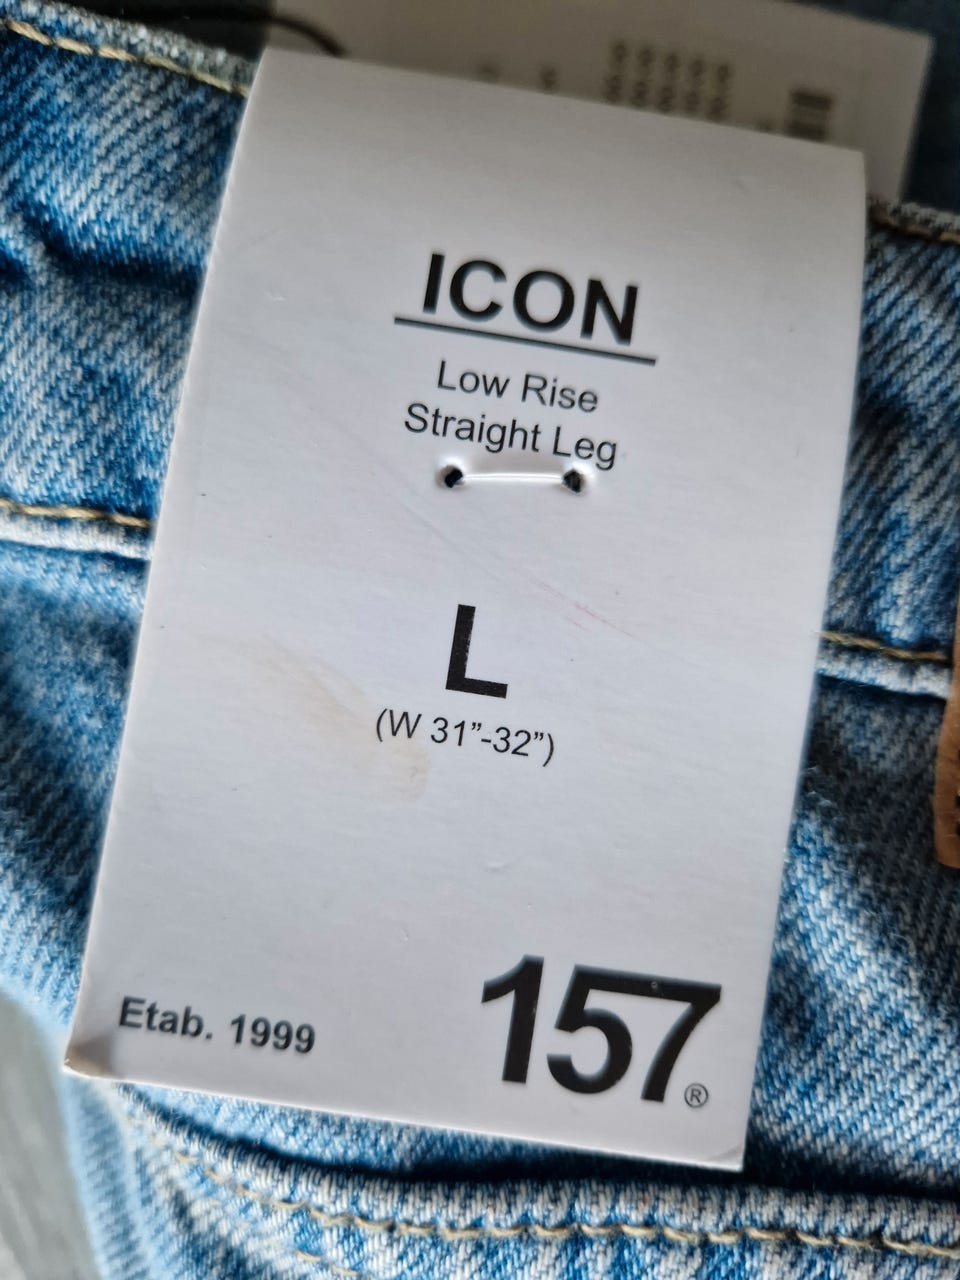 ICON
Low Rise
Straight Leg
L
(W 31”-32”)
Etab. 1999
157®